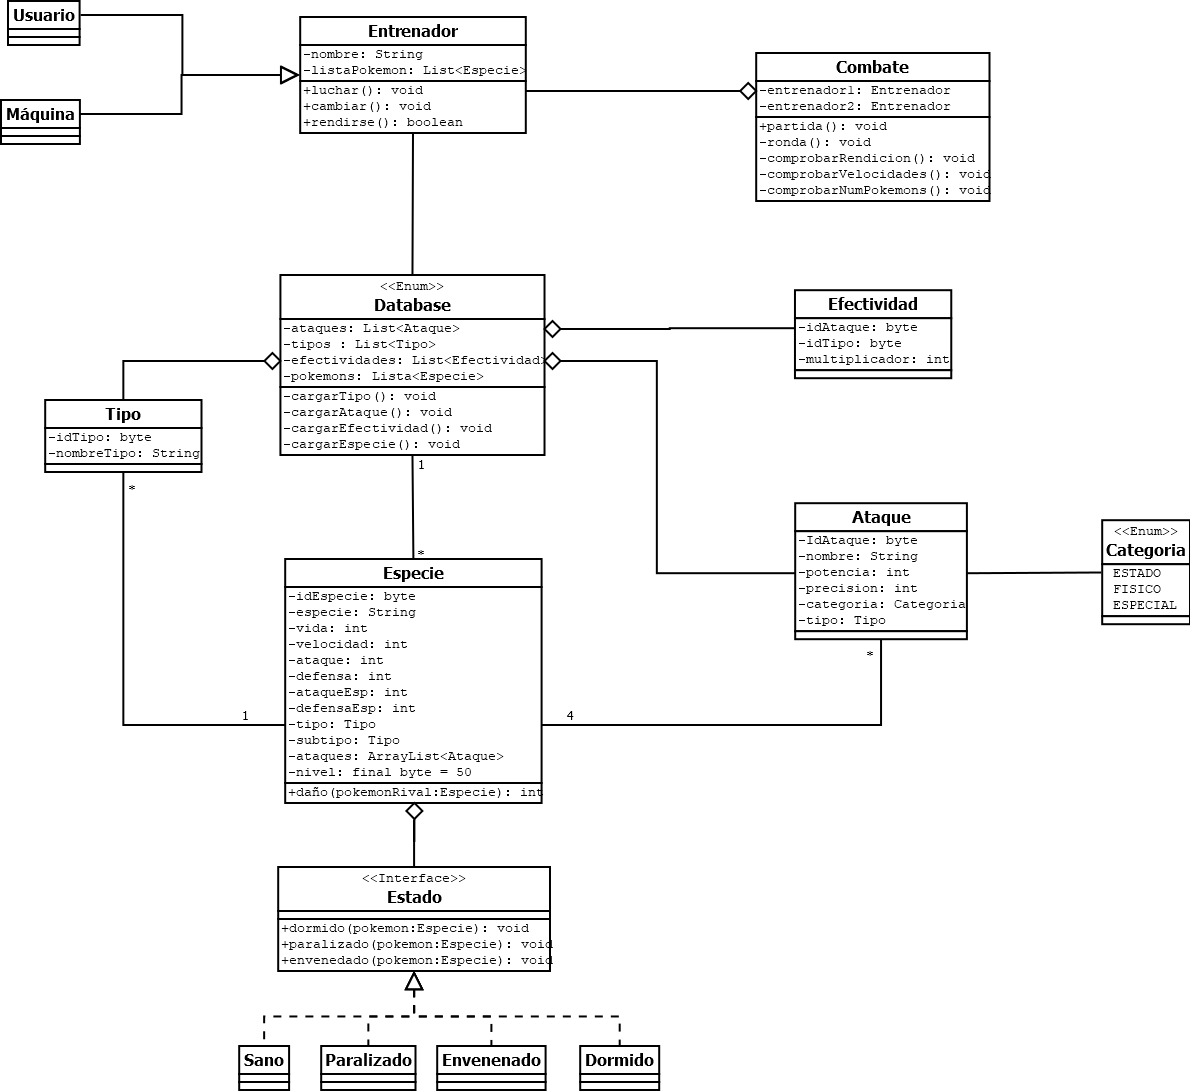 Usuario
Máquina
Entrenador
-nombre: String
-listaPokemon: List<Especie>
+luchar(): void
+cambiar(): void
+rendirse(): boolean
Combate
-entrenador1: Entrenador
-entrenador2: Entrenador
+partida(): void
-ronda(): void
-comprobarRendicion(): void
-comprobarVelocidades(): void
-comprobarNumPokemons(): void
<<Enum>>
Database
-ataques: List<Ataque>
-tipos : List<Tipo>
-efectividades: List<Efectividad>
-pokemons: Lista<Especie>
-cargarTipo(): void
-cargarAtaque(): void
-cargarEfectividad(): void
-cargarEspecie(): void
Efectividad
-idAtaque: byte
-idTipo: byte
-multiplicador: int
Tipo
-idTipo: byte
-nombreTipo: String
*
1
*
Ataque
-IdAtaque: byte
-nombre: String
-potencia: int
-precision: int
-categoria: Categoria
-tipo: Tipo
*
<<Enum>>
Categoria
ESTADO
FISICO
ESPECIAL
Especie
-idEspecie: byte
-especie: String
-vida: int
-velocidad: int
-ataque: int
-defensa: int
-ataqueEsp: int
-defensaEsp: int
-tipo: Tipo
-subtipo: Tipo
-ataques: ArrayList<Ataque>
-nivel: final byte = 50
+daño(pokemonRival:Especie): int
1
4
<<Interface>>
Estado
+dormido(pokemon:Especie): void
+paralizado(pokemon:Especie): void
+envenedado(pokemon:Especie): void
Sano
Paralizado
Envenenado
Dormido